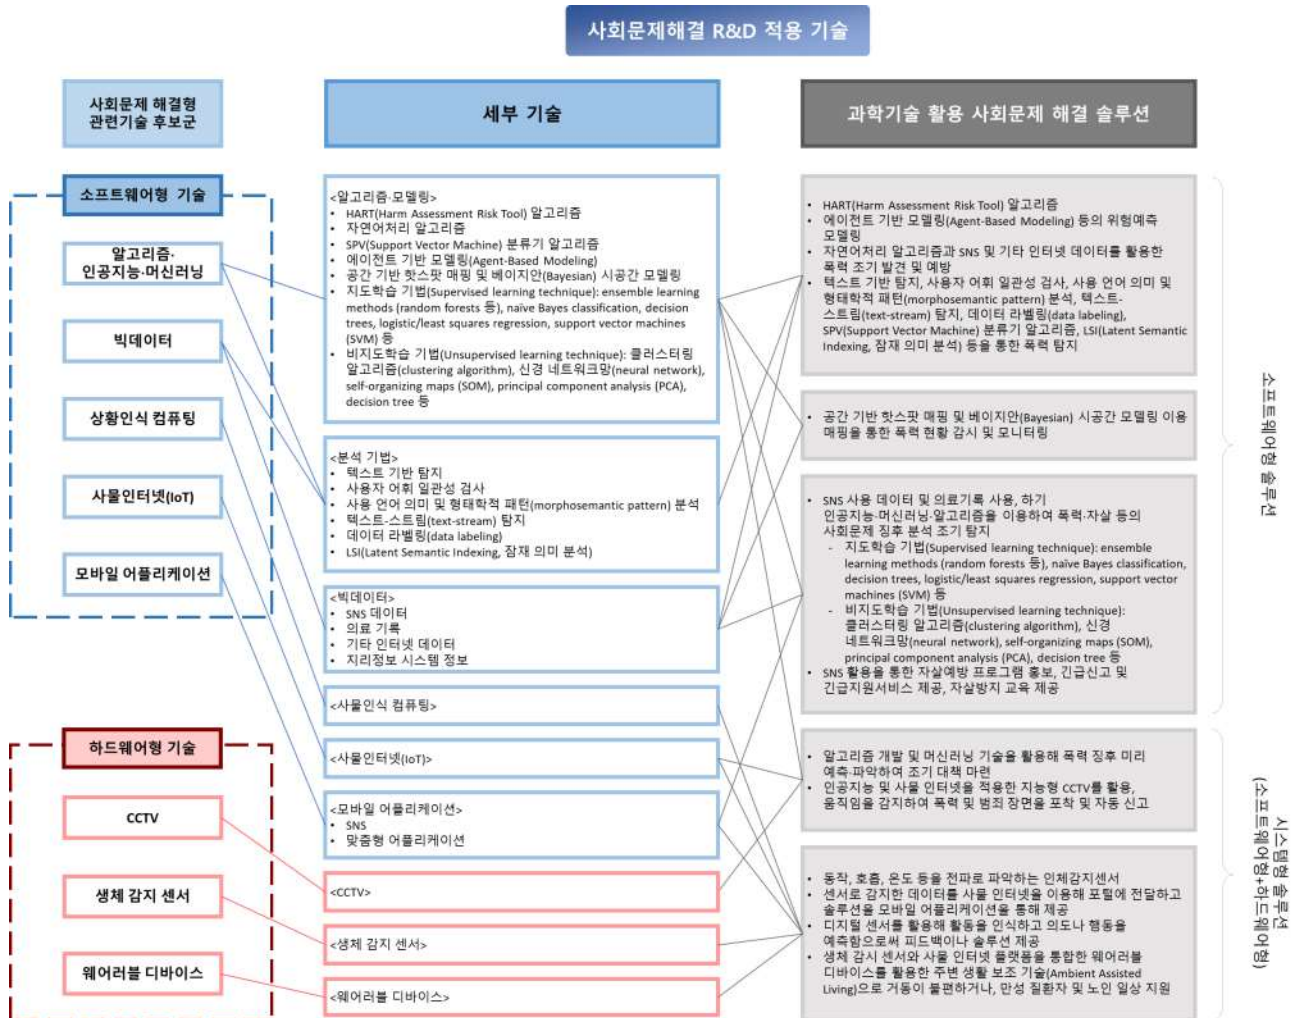 사회문제해결 R&D 적용 기술
사회문제 해결형
관련기술 후보군
세부 기술
과학기술 활용 사회문제 해결 솔루션
소프트웨어형 기술
알고리즘·
인공지능·머신러닝
빅데이터
상황인식 컴퓨팅
사물인터넷(IoT)
모바일 어플리케이션
하드웨어형 기술
CCTV
생체 감지 센서
웨어러블 디바이스
<알고리즘·모델링>
• HART(Harm Assessment Risk Tool) 알고리즘
• 자연어처리 알고리즘
• SPV(Support Vector Machine) 분류기 알고리즘
• 에이전트 기반 모델링(Agent-Based Modeling)
• 공간 기반 핫스팟 매핑 및 베이지안(Bayesian) 시공간 모델링
• 지도학습 기법(Supervised learning technique): ensemble learning
methods (random forests 등), naïve Bayes classification, decision
trees, logistic/least squares regression, support vector machines
(SVM) 등
• 비지도학습 기법(Unsupervised learning technique): 클러스터링
알고리즘(clustering algorithm), 신경 네트워크망(neural network),
self-organizing maps (SOM), principal component analysis (PCA),
decision tree 등
<분석 기법>
• 텍스트 기반 탐지
• 사용자 어휘 일관성 검사
• 사용 언어 의미 및 형태학적 패턴(morphosemantic pattern) 분석
• 텍스트-스트림(text-stream) 탐지
• 데이터 라벨링(data labeling)
• LSI(Latent Semantic Indexing, 잠재 의미 분석)
<빅데이터>
• SNS 데이터
• 의료 기록
• 기타 인터넷 데이터
• 지리정보 시스템 정보
<사물인식 컴퓨팅>
<사물인터넷(IoT)>
<모바일 어플리케이션>
• SNS
• 맞춤형 어플리케이션
<CCTV>
<생체 감지 센서>
<웨어러블 디바이스>
• HART(Harm Assessment Risk Tool) 알고리즘
• 에이전트 기반 모델링(Agent-Based Modeling) 등의 위험예측
모델링
• 자연어처리 알고리즘과 SNS 및 기타 인터넷 데이터를 활용한
폭력 조기 발견 및 예방
• 텍스트 기반 탐지, 사용자 어휘 일관성 검사, 사용 언어 의미 및
형태학적 패턴(morphosemantic pattern) 분석, 텍스트-
스트림(text-stream) 탐지, 데이터 라벨링(data labeling),
SPV(Support Vector Machine) 분류기 알고리즘, LSI(Latent Semantic
Indexing, 잠재 의미 분석) 등을 통한 폭력 탐지
• 공간 기반 핫스팟 매핑 및 베이지안(Bayesian) 시공간 모델링 이용
매핑을 통한 폭력 현황 감시 및 모니터링
• SNS 사용 데이터 및 의료기록 사용, 하기
인공지능·머신러닝·알고리즘을 이용하여 폭력·자살 등의
사회문제 징후 분석 조기 탐지
- 지도학습 기법(Supervised learning technique): ensemble
learning methods (random forests 등), naïve Bayes classification,
decision trees, logistic/least squares regression, support vector
machines (SVM) 등
- 비지도학습 기법(Unsupervised learning technique):
클러스터링 알고리즘(clustering algorithm), 신경
네트워크망(neural network), self-organizing maps (SOM),
principal component analysis (PCA), decision tree 등
• SNS 활용을 통한 자살예방 프로그램 홍보, 긴급신고 및
긴급지원서비스 제공, 자살방지 교육 제공
• 알고리즘 개발 및 머신러닝 기술을 활용해 폭력 징후 미리
예측·파악하여 조기 대책 마련
• 인공지능 및 사물 인터넷을 적용한 지능형 CCTV를 활용,
움직임을 감지하여 폭력 및 범죄 장면을 포착 및 자동 신고
• 동작, 호흡, 온도 등을 전파로 파악하는 인체감지센서
• 센서로 감지한 데이터를 사물 인터넷을 이용해 포털에 전달하고
솔루션을 모바일 어플리케이션을 통해 제공
• 디지털 센서를 활용해 활동을 인식하고 의도나 행동을
예측함으로써 피드백이나 솔루션 제공
• 생체 감시 센서와 사물 인터넷 플랫폼을 통합한 웨어러블
디바이스를 활용한 주변 생활 보조 기술(Ambient Assisted
Living)으로 거동이 불편하거나, 만성 질환자 및 노인 일상 지원
소프트웨어형 솔루션
시스템형 솔루션
(소프트웨어형+하드웨어형)